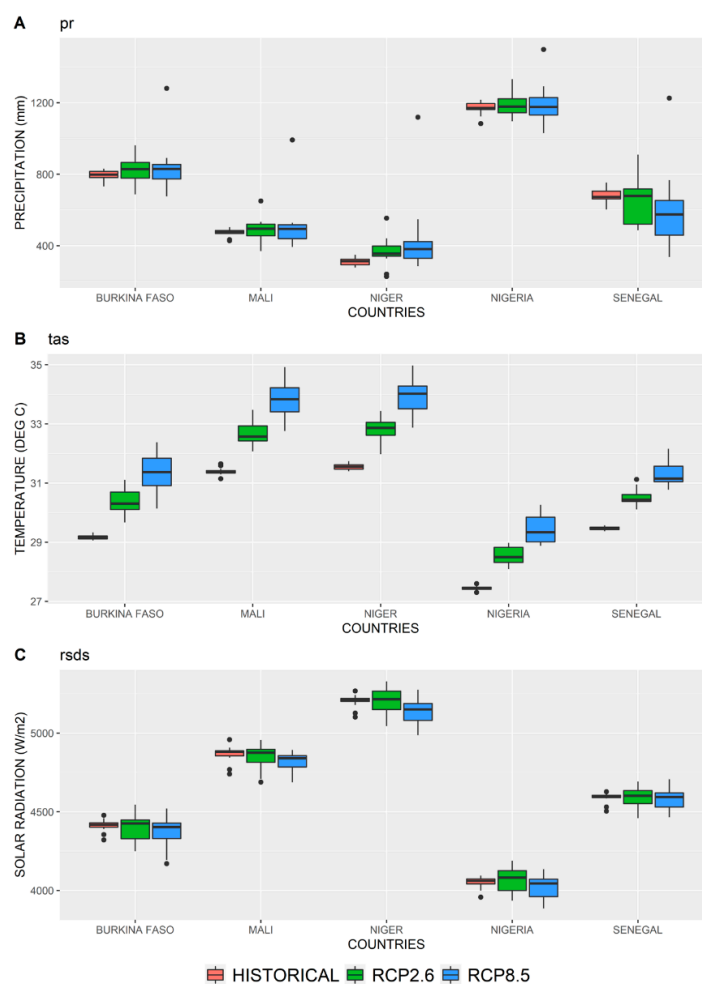 A pr
PRECIPITATION (mm)
1200
800
400
BURKINA FASO MALI NIGER NIGERIA SENEGAL
COUNTRIES
B tas
TEMPERATURE (DEG C)
35
33
31
29
27
BURKINA FASO MALI NIGER NIGERIA SENEGAL
COUNTRIES
C rsds
SOLAR RADIATION (W/m2)
5000
4500
4000
BURKINA FASO MALI NIGER NIGERIA SENEGAL
COUNTRIES
HISTORICAL RCP2.6 RCP8.5